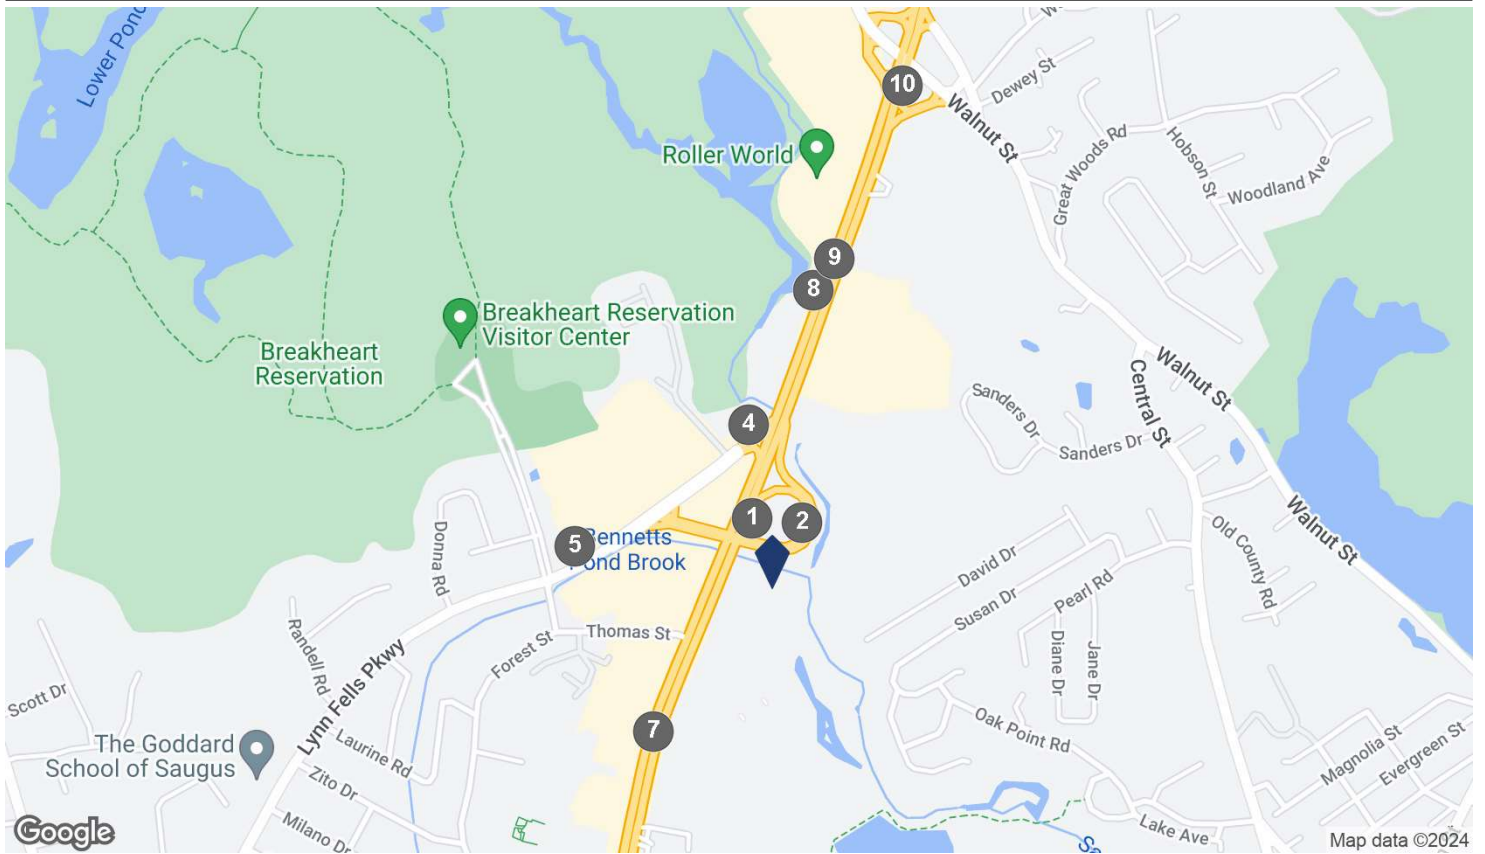 Lower Pond
10
Dewey St
Walnut St
Roller World
Great Woods Rd
Hobson St
Woodland Ave
9
8
Breakheart Reservation
Visitor Center
Breakheart
Reservation
Walnut St
Central St
Sanders Dr
Sanders Dr
4
1
2
5
Bennetts
Pond Brook
Donna Rd
Walnut St
Old County Rd
David Dr
Susan Dr
Pearl Rd
Diane Dr
Jane Dr
Thomas St
Forest St
Randell Rd
Lynn Fells Pkwy
Scott Dr
7
Oak Point Rd
The Goddard
School of Saugus
Laurine Rd
Zito Dr
Milano Dr
Magnolia St
Evergreen St
Lake Ave
Google
Map data ©2024